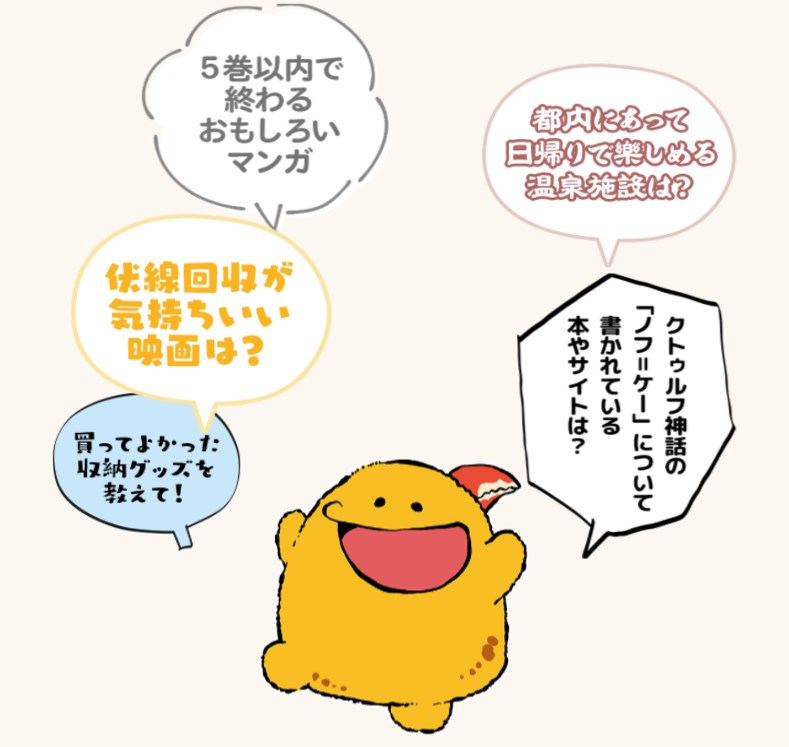 5巻以内で
終わる
おもしろい
マンガ
都内にあって
日帰りで楽しめる
温泉施設は?
伏線回収が
気持ちいい
映画は?
クトゥルフ神話の
「ノフ=ケー」について
書かれている
本やサイトは?
買ってよかった
収納グッズを
教えて!